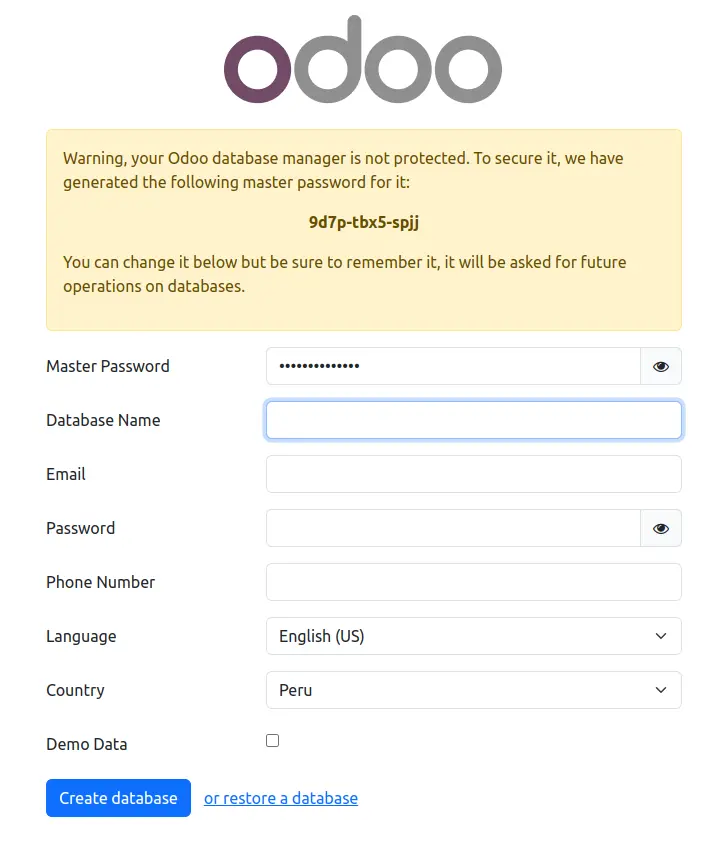 odoo
Warning, your Odoo database manager is not protected. To secure it, we have
generated the following master password for it:
9d7p-tbx5-spjj
You can change it below but be sure to remember it, it will be asked for future
operations on databases.
Master Password ••••••••••••••
Database Name
Email
Password
Phone Number
Language English (US)
Country Peru
Demo Data
Create database or restore a database